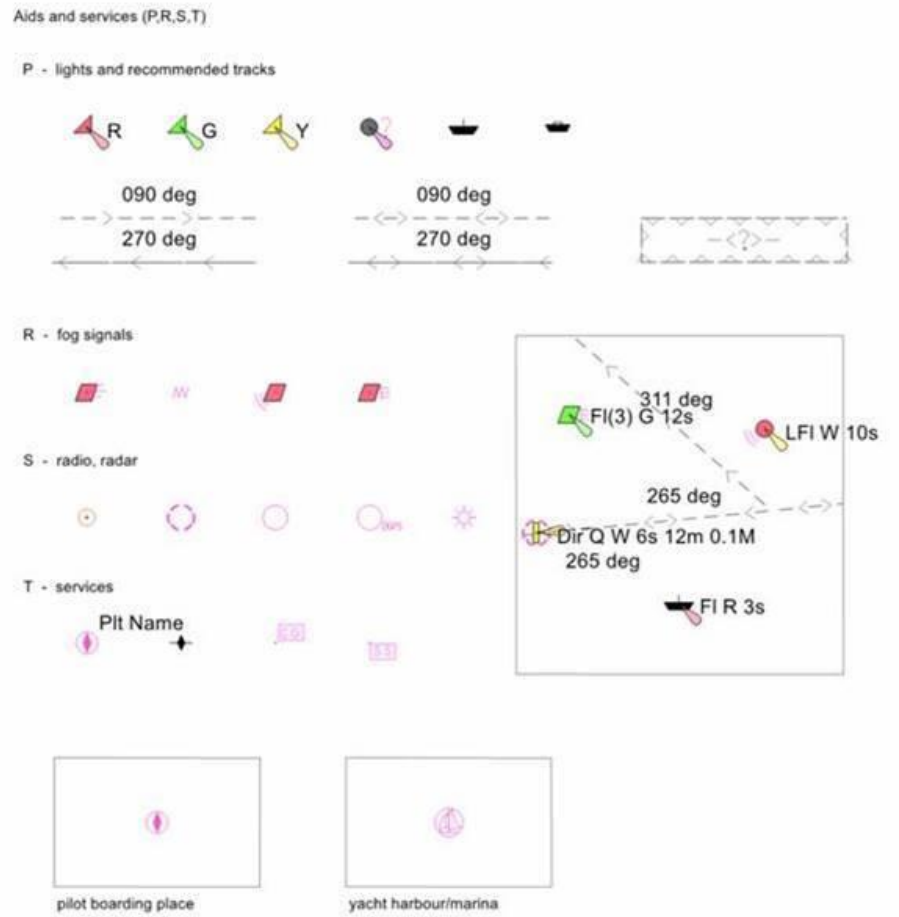 Aids and services (P,R,S,T)
P - lights and recommended tracks
R G Y ?
090 deg 090 deg
270 deg 270 deg
?
R - fog signals
311 deg
Fl(3) G 12s
LFl W 10s
S - radio, radar
265 deg
Dir Q W 6s 12m 0.1M
265 deg
T - services
Plt Name
Fl R 3s
CG
SS
pilot boarding place yacht harbour/marina